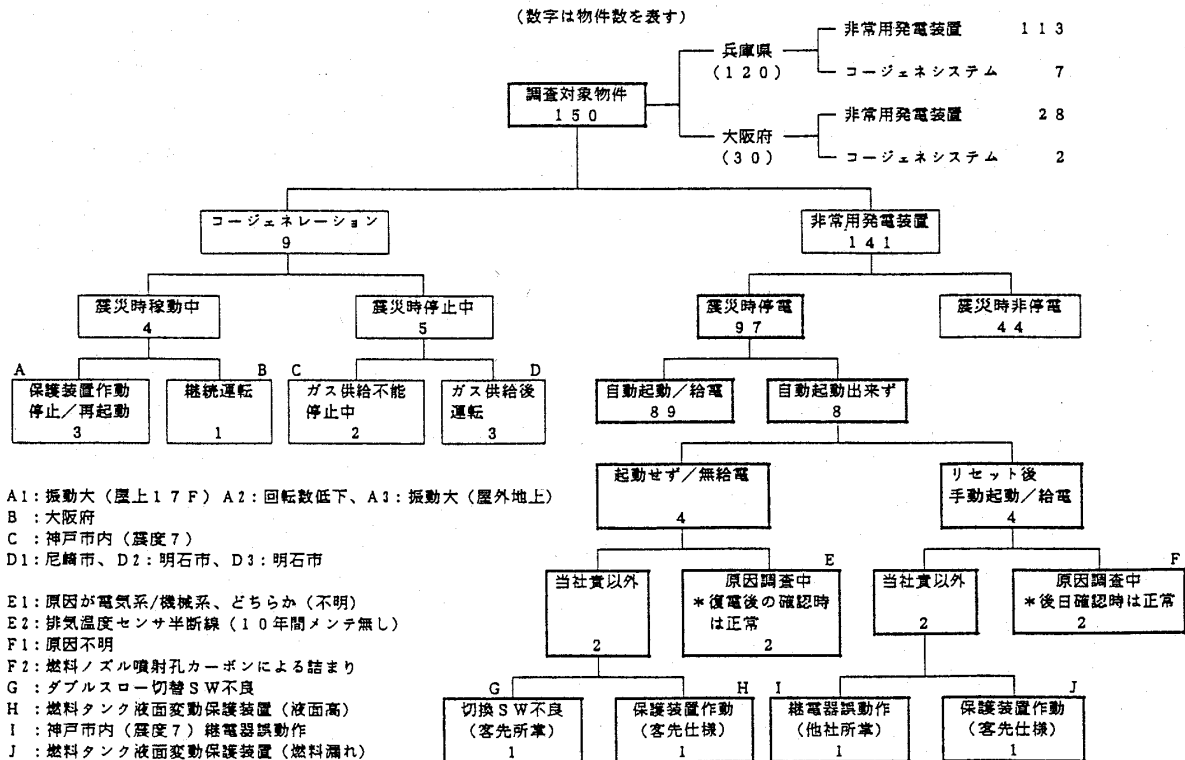 (数字は物件数を表す)
非常用発電装置 113
兵庫県
(120)
コージェネシステム 7
調査対象物件
150
非常用発電装置 28
大阪府
(30)
コージェネシステム 2
コージェネレーション
9
非常用発電装置
141
震災時稼動中
4
震災時停止中
5
震災時停電
97
震災時非停電
44
A
保護装置作動
停止/再起動
3
B
継続運転
1
C
ガス供給不能
停止中
2
D
ガス供給後
運転
3
自動起動/給電
89
自動起動出来ず
8
起動せず/無給電
4
リセット後
手動起動/給電
4
A1:振動大(屋上17F) A2:回転数低下、A3:振動大(屋外地上)
B :大阪府
C :神戸市内(震度7)
D1:尼崎市、D2:明石市、D3:明石市
当社責以外
2
E
原因調査中
*復電後の確認時
は正常
2
当社責以外
2
F
原因調査中
*後日確認時は正常
2
E1:原因が電気系/機械系、どちらか(不明)
E2:排気温度センサ半断線(10年間メンテ無し)
F1:原因不明
F2:燃料ノズル噴射孔カーボンによる詰まり
G :ダブルスロー切替SW不良
H :燃料タンク液面変動保護装置(液面高)
I :神戸市内(震度7)継電器誤動作
J :燃料タンク液面変動保護装置(燃料漏れ)
G
切換SW不良
(客先所掌)
1
H
保護装置作動
(客先仕様)
1
I
継電器誤動作
(他社所掌)
1
J
保護装置作動
(客先仕様)
1